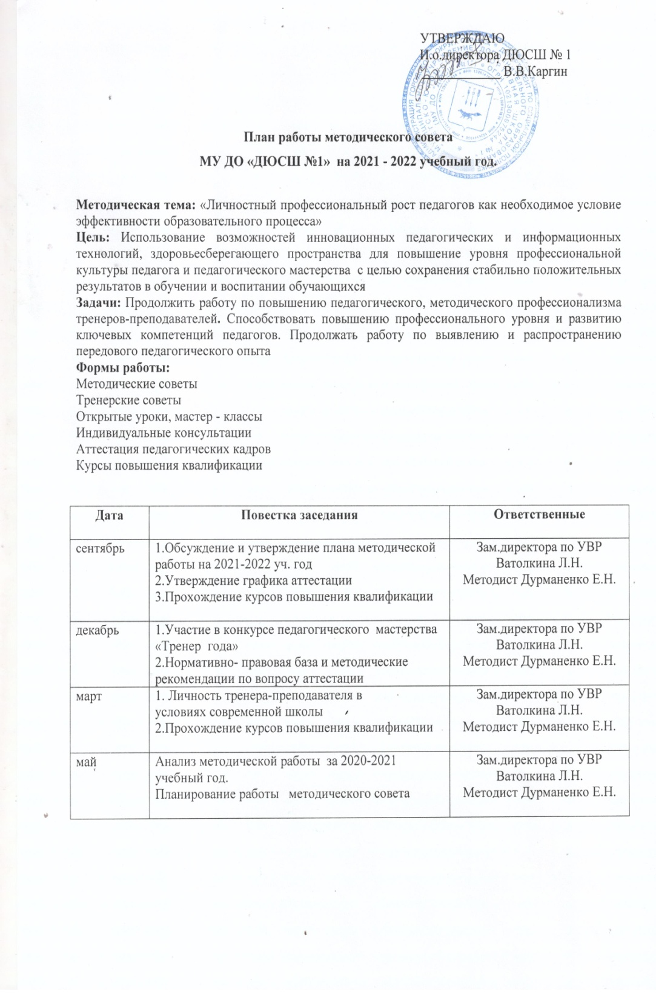 УТВЕРЖДАЮ
И.о.директора ДЮСШ № 1
____________ В.В.Каргин
План работы методического совета
МУ ДО «ДЮСШ №1» на 2021 - 2022 учебный год.
Методическая тема: «Личностный профессиональный рост педагогов как необходимое условие
эффективности образовательного процесса»
Цель: Использование возможностей инновационных педагогических и информационных
технологий, здоровьесберегающего пространства для повышение уровня профессиональной
культуры педагога и педагогического мастерства с целью сохранения стабильно положительных
результатов в обучении и воспитании обучающихся
Задачи: Продолжить работу по повышению педагогического, методического профессионализма
тренеров-преподавателей. Способствовать повышению профессионального уровня и развитию
ключевых компетенций педагогов. Продолжать работу по выявлению и распространению
передового педагогического опыта
Формы работы:
Методические советы
Тренерские советы
Открытые уроки, мастер - классы
Индивидуальные консультации
Аттестация педагогических кадров
Курсы повышения квалификации
Дата
Повестка заседания
Ответственные
сентябрь
1.Обсуждение и утверждение плана методической
работы на 2021-2022 уч. год
2.Утверждение графика аттестации
3.Прохождение курсов повышения квалификации
Зам.директора по УВР
Ватолкина Л.Н.
Методист Дурманенко Е.Н.
декабрь
1.Участие в конкурсе педагогического мастерства
«Тренер года»
2.Нормативно- правовая база и методические
рекомендации по вопросу аттестации
Зам.директора по УВР
Ватолкина Л.Н.
Методист Дурманенко Е.Н.
март
1. Личность тренера-преподавателя в
условиях современной школы
2.Прохождение курсов повышения квалификации
Зам.директора по УВР
Ватолкина Л.Н.
Методист Дурманенко Е.Н.
май
Анализ методической работы за 2020-2021
учебный год.
Планирование работы методического совета
Зам.директора по УВР
Ватолкина Л.Н.
Методист Дурманенко Е.Н.